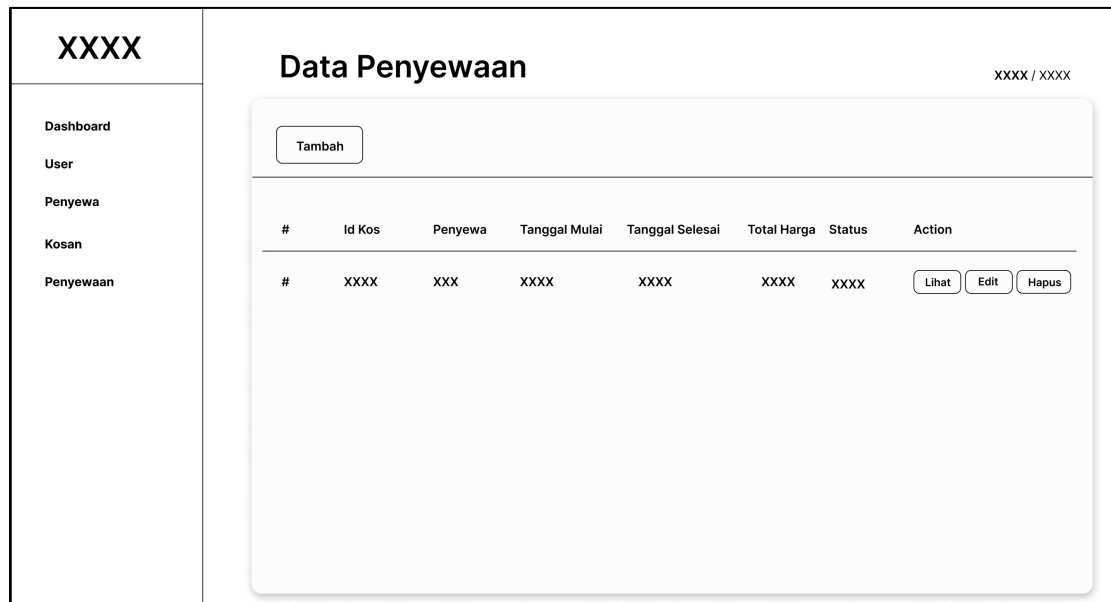 XXXX
Data Penyewaan
XXXX / XXXX
Dashboard
User
Penyewa
Kosan
Penyewaan
Tambah
# Id Kos Penyewa Tanggal Mulai Tanggal Selesai Total Harga Status Action
# XXXX XXX XXXX XXXX XXXX XXXX Lihat Edit Hapus